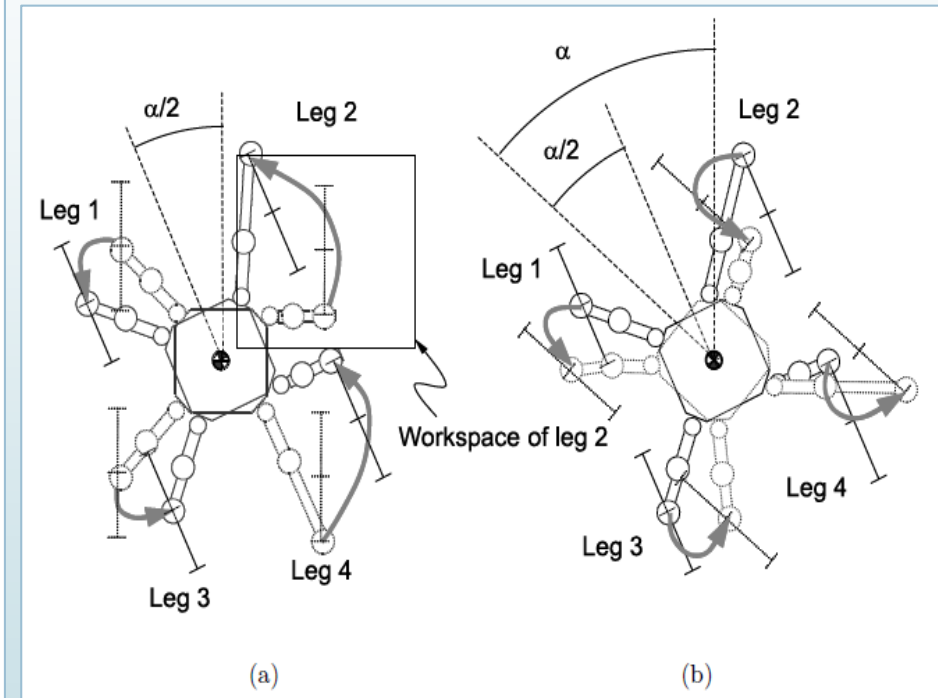 α
α/2
Leg 2
Leg 2
α/2
Leg 1
Leg 1
Workspace of leg 2
Leg 4
Leg 3
Leg 4
Leg 3
(a)
(b)